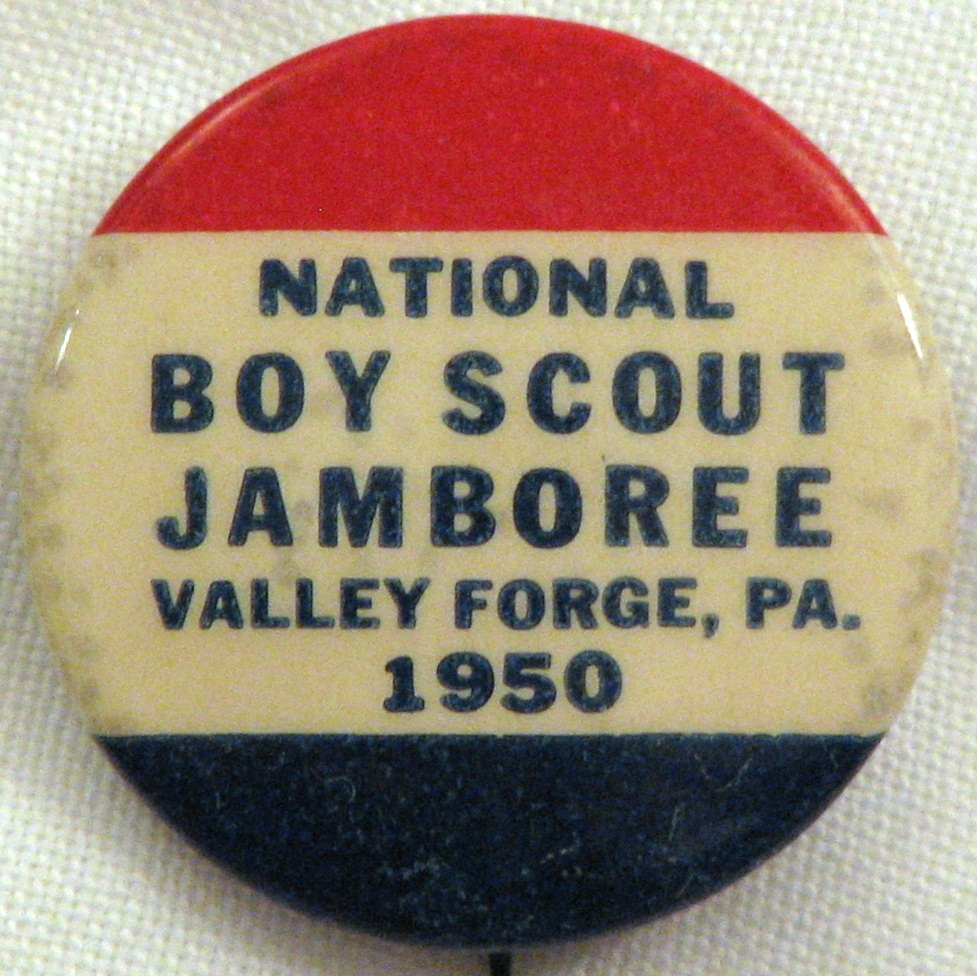 NATIONAL
BOY SCOUT
JAMBOREE
VALLEY FORGE, PA.
1950